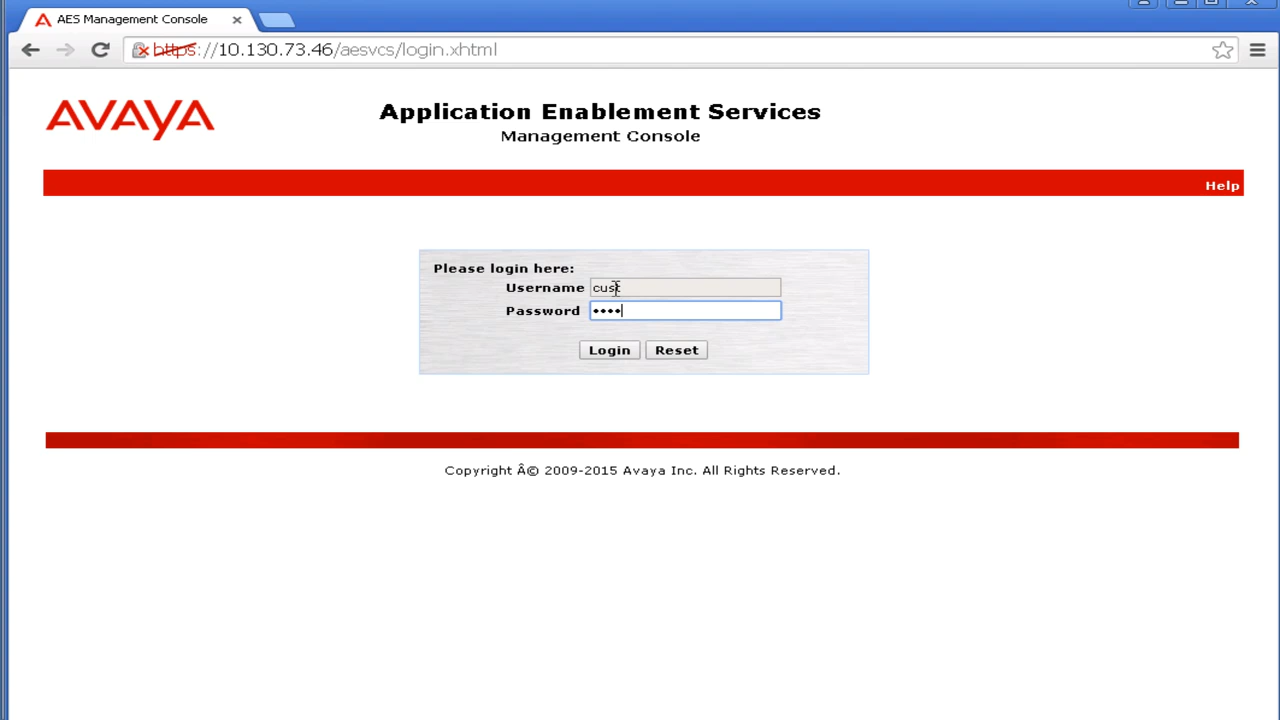 AES Management Console
https://10.130.73.46/aesvcs/login.xhtml
AVAYA
Application Enablement Services
Management Console
Help
Please login here:
Username cust
Password ••••
Login Reset
Copyright Â© 2009-2015 Avaya Inc. All Rights Reserved.